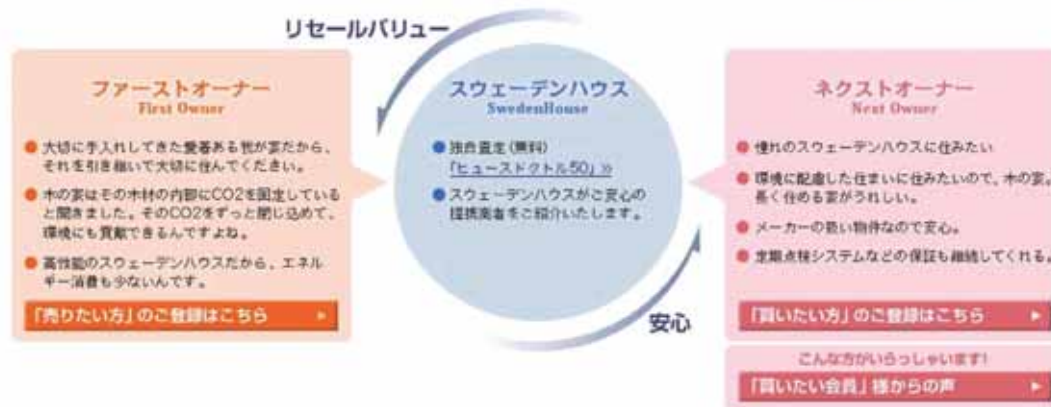 リセールバリュー
ファーストオーナー
First Owner
● 大切に手入れしてきた愛着ある我が家だから、
それを引き継いで大切に住んでください。
● 木の家はその木材の内部にCO2を固定している
と聞きました。そのCO2をずっと閉じ込めて、
環境にも貢献できるんですよね。
● 高性能のスウェーデンハウスだから、エネル
ギー消費も少ないんです。
「売りたい方」のご登録はこちら
スウェーデンハウス
SwedenHouse
● 独自査定(無料)
「ヒュースドクトル50」»
● スウェーデンハウスがご安心の
提携業者をご紹介いたします。
安心
ネクストオーナー
Next Owner
● 憧れのスウェーデンハウスに住みたい
● 環境に配慮した住まいに住みたいので、木の家。
長く住める家がうれしい。
● メーカーの扱い物件なので安心。
● 定期点検システムなどの保証も継続してくれる。
「買いたい方」のご登録はこちら
こんな方がいらっしゃいます!
「買いたい会員」様からの声